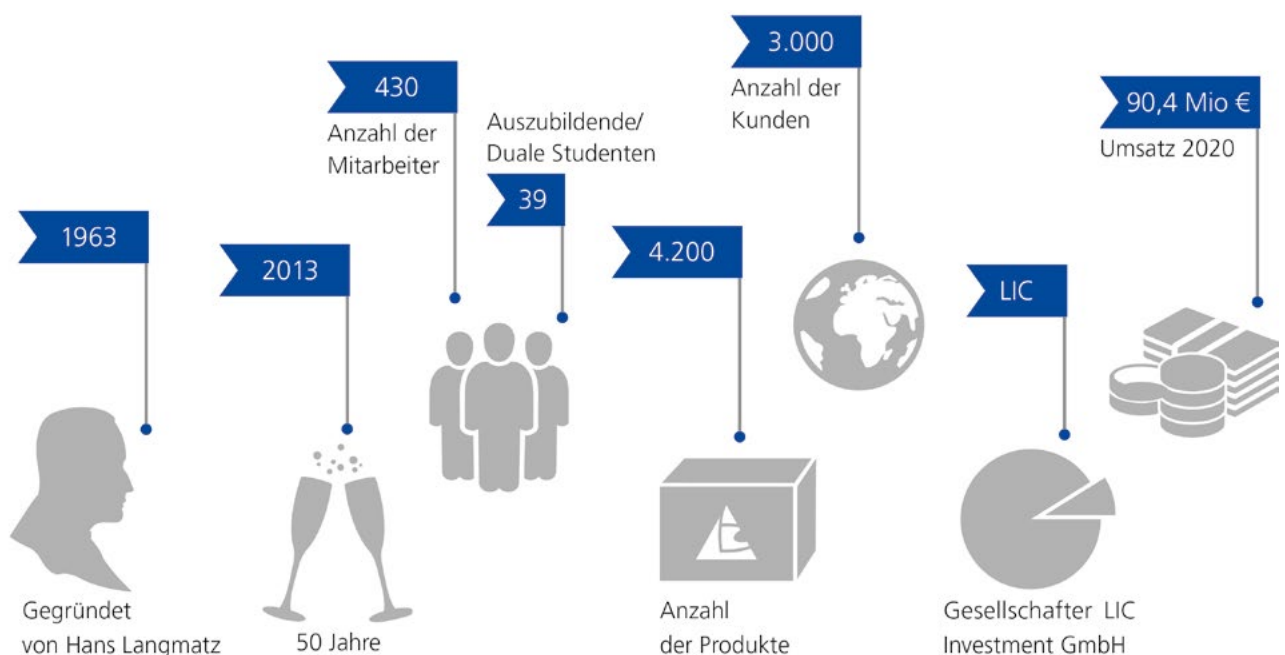 1963
Gegründet
von Hans Langmatz
2013
50 Jahre
430
Anzahl der
Mitarbeiter
Auszubildende/
Duale Studenten
39
4.200
Anzahl
der Produkte
3.000
Anzahl der
Kunden
LIC
Gesellschafter LIC
Investment GmbH
90,4 Mio €
Umsatz 2020